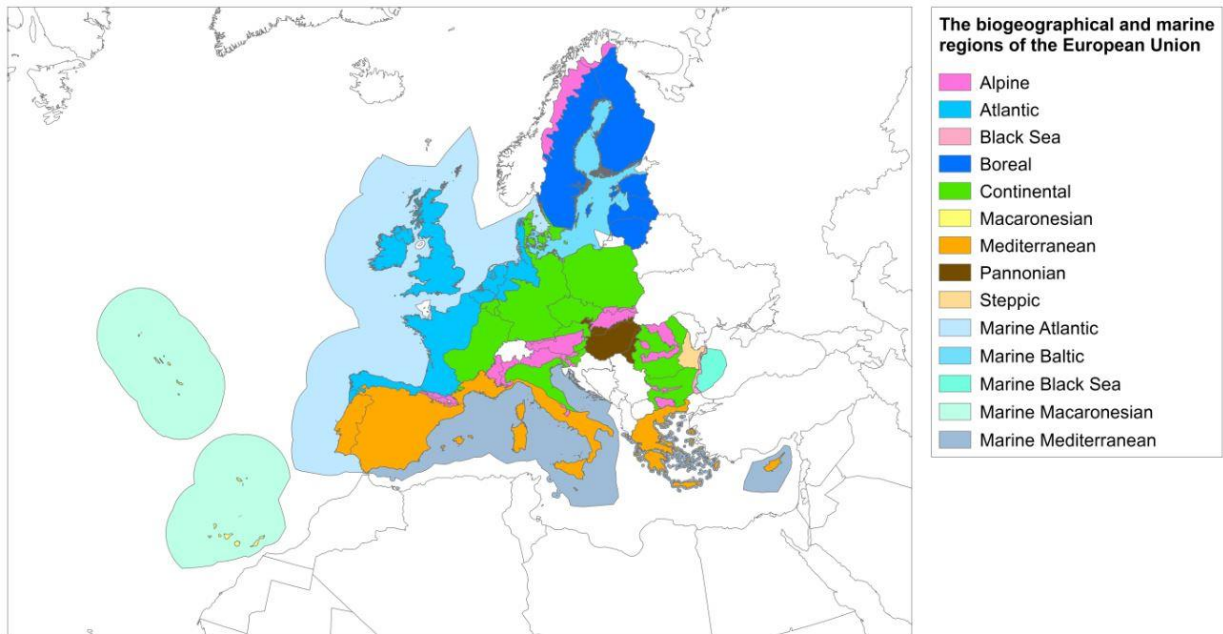 The biogeographical and marine
regions of the European Union
Alpine
Atlantic
Black Sea
Boreal
Continental
Macaronesian
Mediterranean
Pannonian
Steppic
Marine Atlantic
Marine Baltic
Marine Black Sea
Marine Macaronesian
Marine Mediterranean